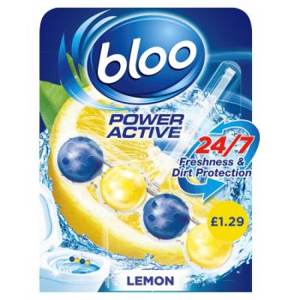 bloo
POWER
ACTIVE
24/7
Freshness &
Dirt Protection
£1.29
LEMON